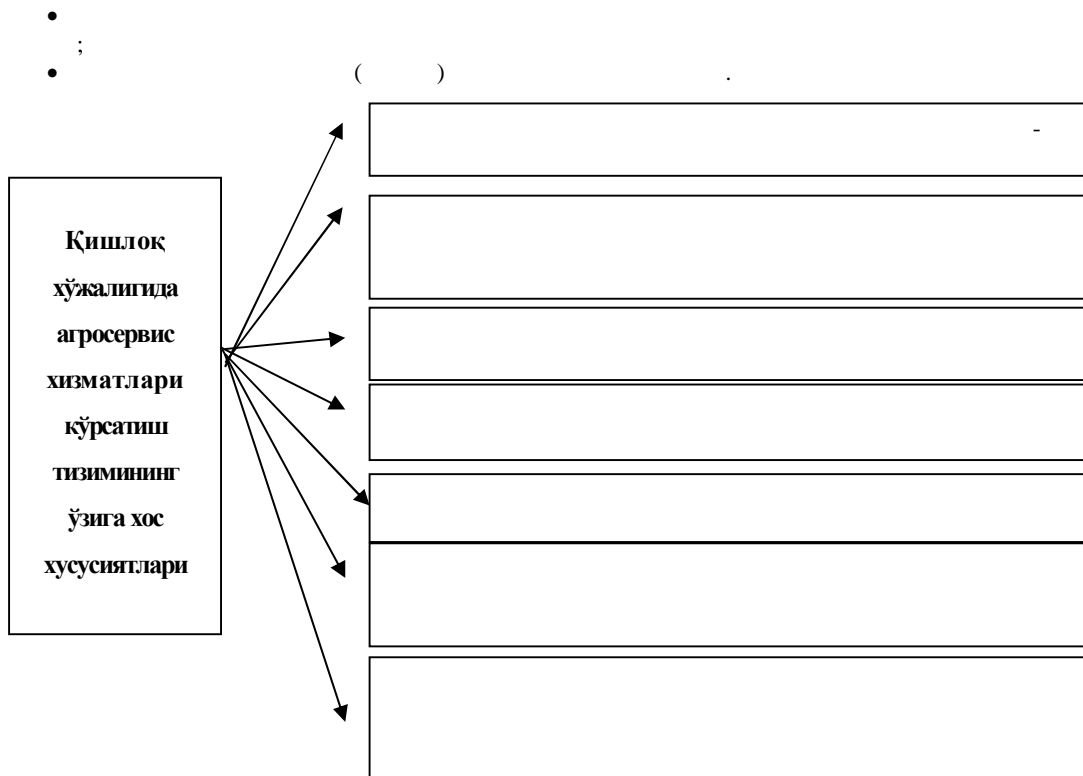 •
;
• ( ) .
-
Қишлоқ
хўжалигида
агросервис
хизматлари
кўрсатиш
тизимининг
ўзига хос
хусусиятлари